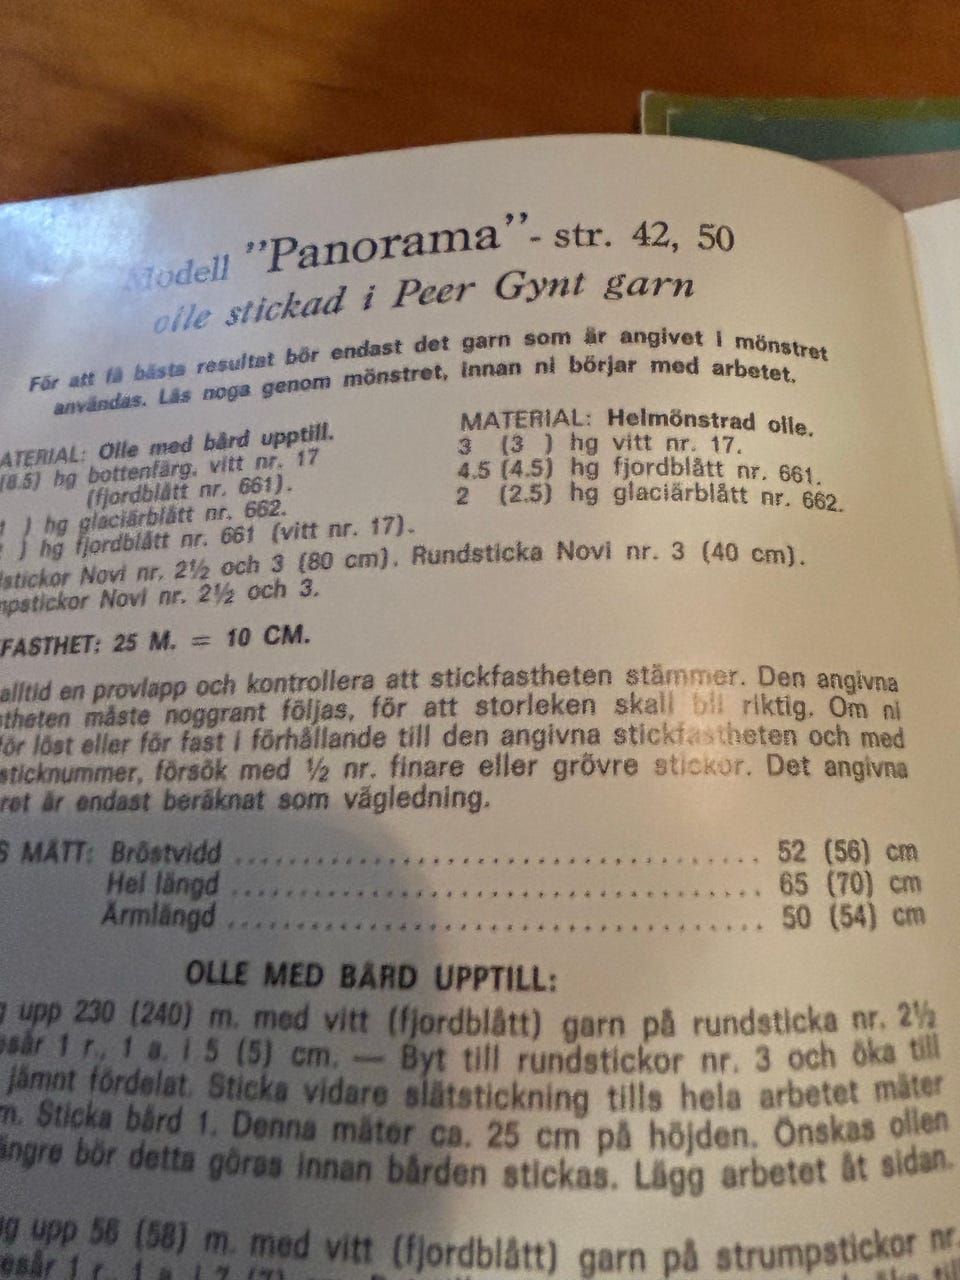 Modell ”Panorama”- str. 42, 50
olle stickad i Peer Gynt garn
För att få bästa resultat bör endast det garn som är angivet i mönstret
användas. Läs noga genom mönstret, innan ni börjar med arbetet.
ATERIAL: Olle med bård upptill.
(8.5) hg bottenfärg, vitt nr. 17
(fjordblått nr. 661).
) hg glaciärblått nr. 662.
) hg fjordblått nr. 661 (vitt nr. 17).
MATERIAL: Helmönstrad olle.
3 (3 ) hg vitt nr. 17.
4.5 (4.5) hg fjordblått nr. 661.
2 (2.5) hg glaciärblått nr. 662.
stickor Novi nr. 2½ och 3 (80 cm). Rundsticka Novi nr. 3 (40 cm).
mpstickor Novi nr. 2½ och 3.
FASTHET: 25 M. = 10 CM.
alltid en provlapp och kontrollera att stickfastheten stämmer. Den angivna
theten måste noggrant följas, för att storleken skall bli riktig. Om ni
för löst eller för fast i förhållande till den angivna stickfastheten och med
sticknummer, försök med ½ nr. finare eller grövre stickor. Det angivna
ret är endast beräknat som vägledning.
S MÅTT: Bröstvidd 52 (56) cm
Hel längd 65 (70) cm
Ärmlängd 50 (54) cm
OLLE MED BÅRD UPPTILL:
g upp 230 (240) m. med vitt (fjordblått) garn på rundsticka nr. 2½
esår 1 r., 1 a. i 5 (5) cm. — Byt till rundstickor nr. 3 och öka till
jämnt fördelat. Sticka vidare slätstickning tills hela arbetet mäter
m. Sticka bård 1. Denna mäter ca. 25 cm på höjden. Önskas ollen
ängre bör detta göras innan bården stickas. Lägg arbetet åt sidan.
g upp 56 (58) m. med vitt (fjordblått) garn på strumpstickor nr.
esår 1 r., 1 a. i 7 (7) cm.